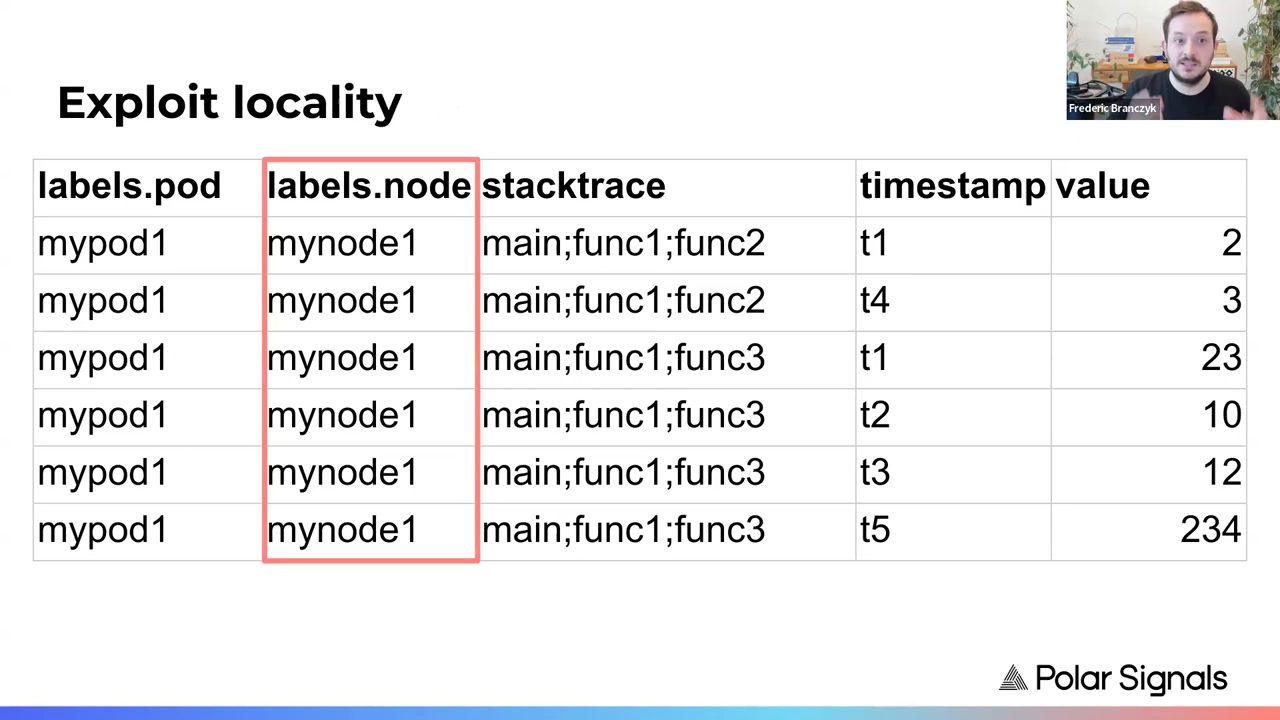 Frederic Branczyk
Exploit locality
labels.pod labels.node stacktrace timestamp value
mypod1 mynode1 main;func1;func2 t1 2
mypod1 mynode1 main;func1;func2 t4 3
mypod1 mynode1 main;func1;func3 t1 23
mypod1 mynode1 main;func1;func3 t2 10
mypod1 mynode1 main;func1;func3 t3 12
mypod1 mynode1 main;func1;func3 t5 234
Polar Signals